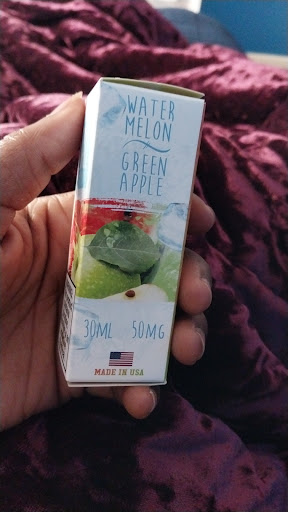 WATER
MELON
GREEN
APPLE
30ML 50MG
MADE IN USA